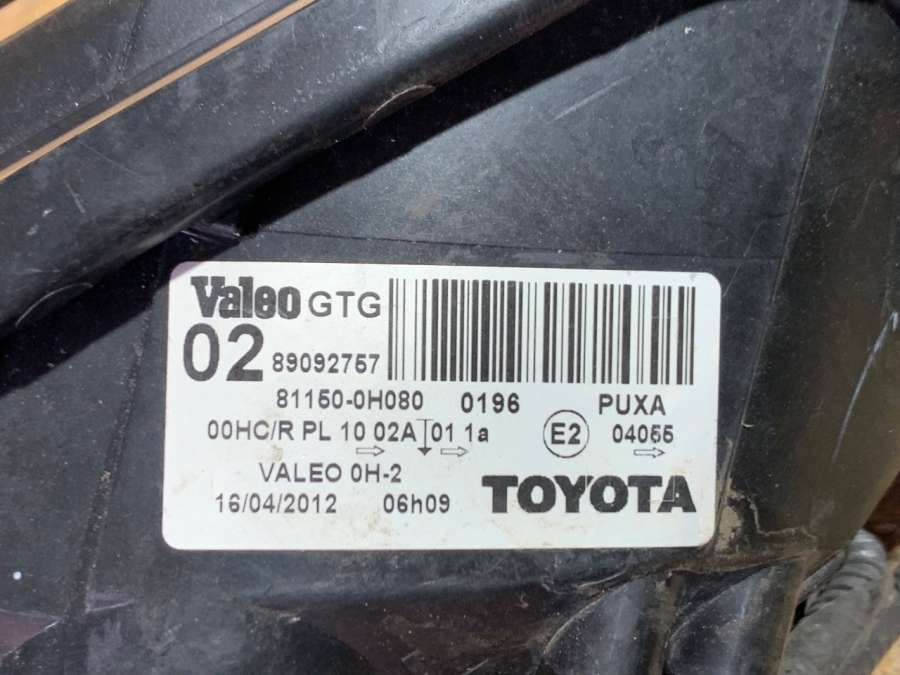 Valeo GTG
02 89092757
81150-0H080 0196 PUXA
00HC/R PL 10 02A 01 1a E2 04055
VALEO 0H-2
16/04/2012 06h09 TOYOTA